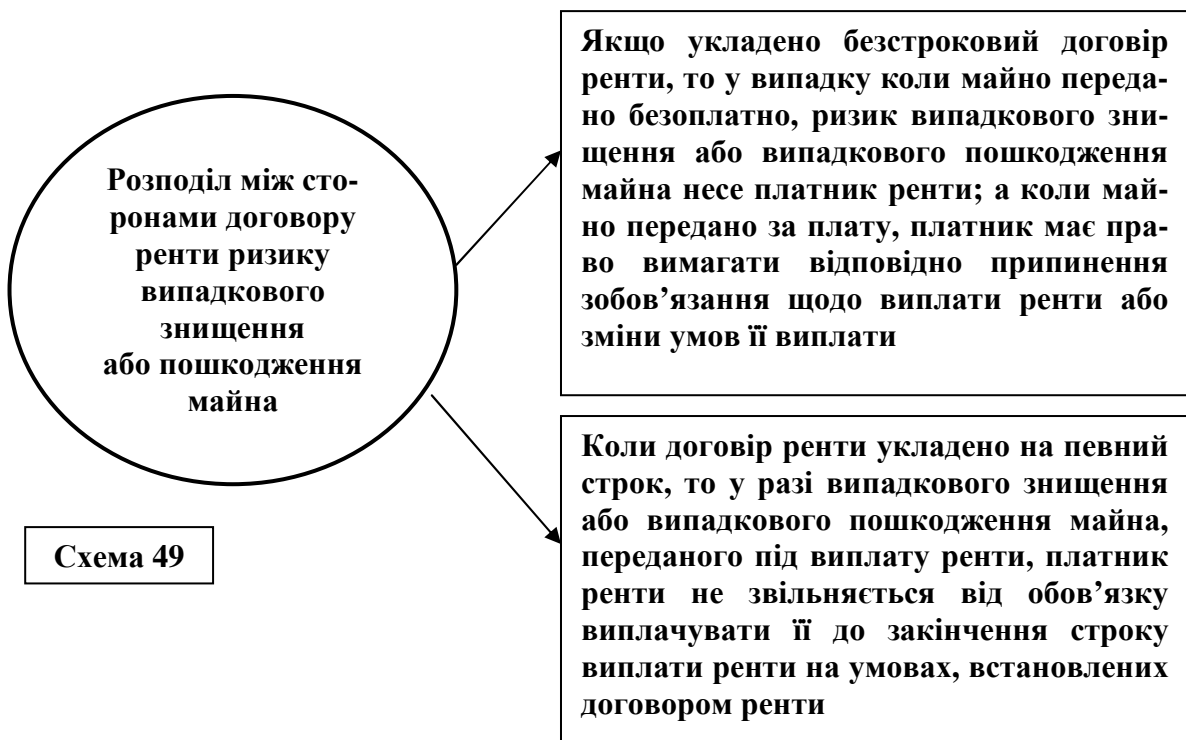 Розподіл між сто-
ронами договору
ренти ризику
випадкового
знищення
або пошкодження
майна
Схема 49
Якщо укладено безстроковий договір
ренти, то у випадку коли майно переда-
но безоплатно, ризик випадкового зни-
щення або випадкового пошкодження
майна несе платник ренти; а коли май-
но передано за плату, платник має пра-
во вимагати відповідно припинення
зобов’язання щодо виплати ренти або
зміни умов її виплати
Коли договір ренти укладено на певний
строк, то у разі випадкового знищення
або випадкового пошкодження майна,
переданого під виплату ренти, платник
ренти не звільняється від обов’язку
виплачувати її до закінчення строку
виплати ренти на умовах, встановлених
договором ренти